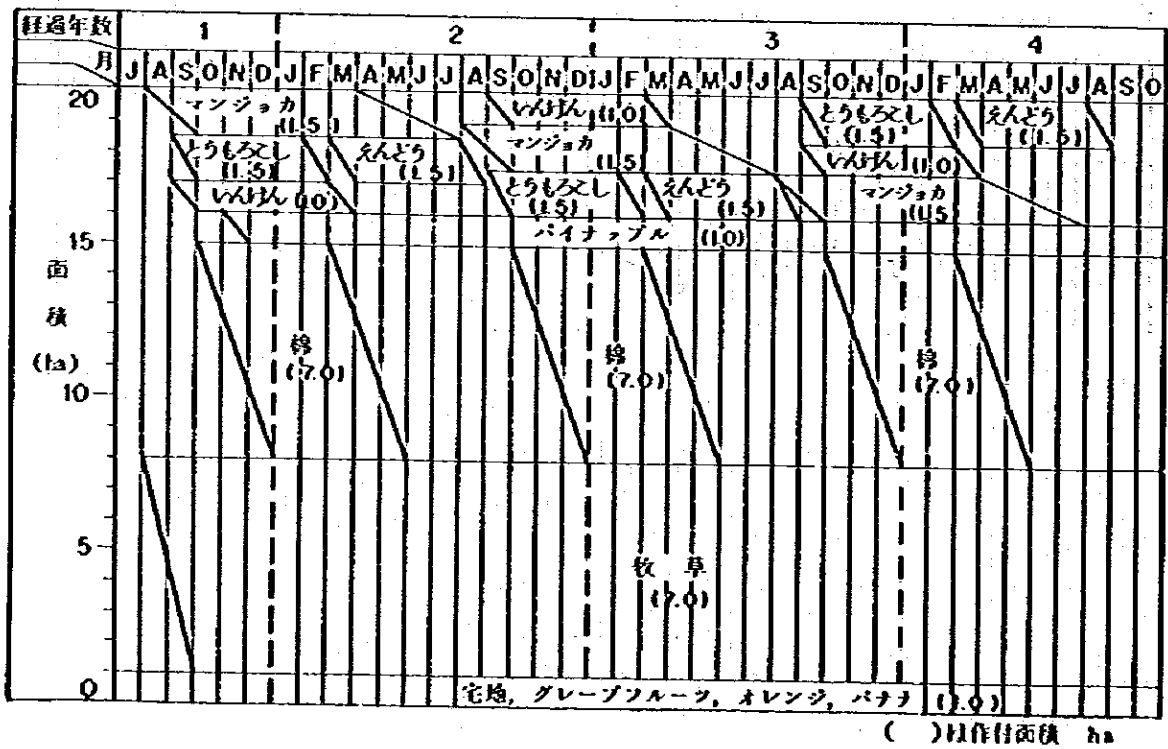 経過年数 1 2 3 4
月 J A S O N D J F M A M J J A S O N D J F M A M J J A S O N D J F M A M J J A S O
20
マンジョカ
(1.5)
とうもろこし
(1.5)
いんげん (1.0)
えんどう
(1.5)
いんげん (1.0)
マンジョカ
(1.5)
とうもろこし
(1.5)
えんどう
(1.5)
パイナップル (1.0)
とうもろこし
(1.5)
いんげん (1.0)
えんどう
(1.5)
マンジョカ
(1.5
15
面
積
(ha)
棉
(7.0)
棉
(7.0)
棉
(7.0)
10
5
牧草
(7.0)
0
宅地, グレープフルーツ, オレンジ, バナナ (1.0)
( )は作付面積 ha